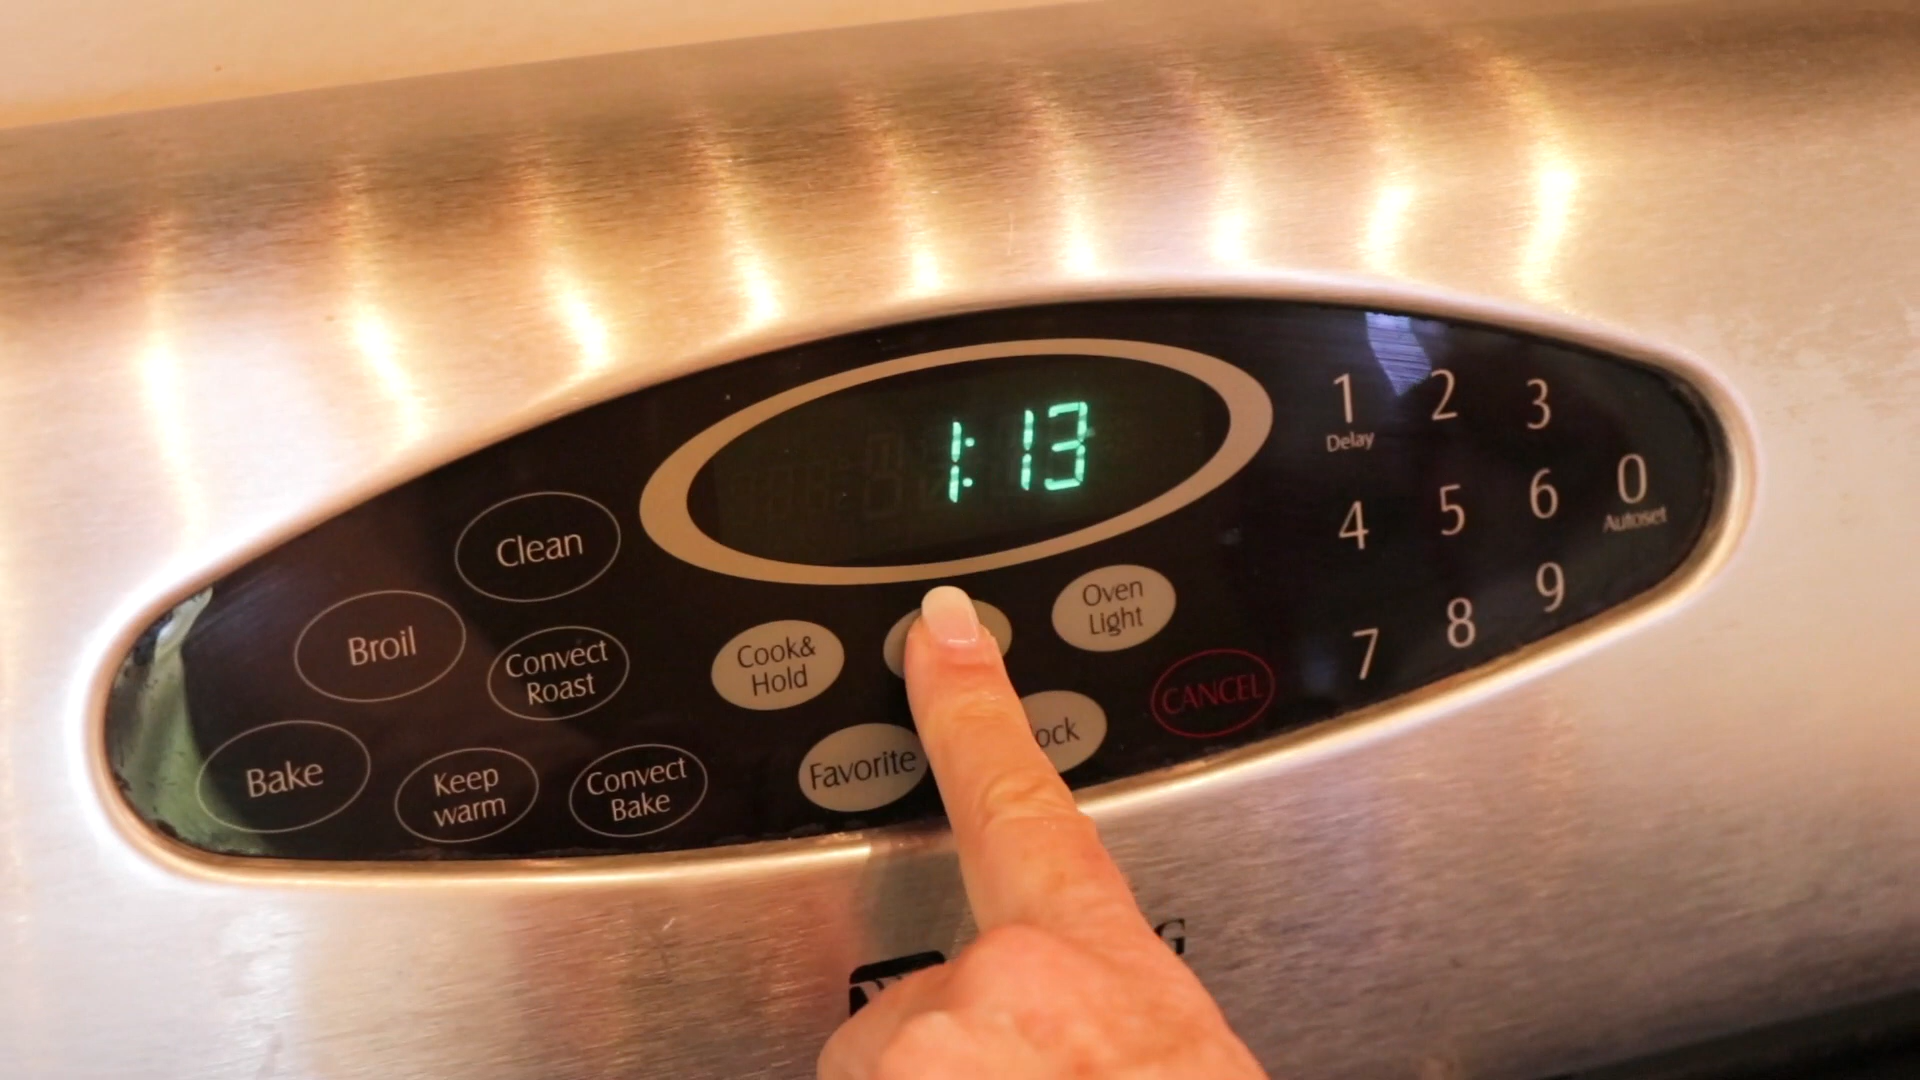 1:13
1 2 3
Delay
4 5 6 0
Autoset
7 8 9
Clean
Broil
Convect
Roast
Bake
Keep
warm
Convect
Bake
Cook&
Hold
Oven
Light
Favorite
ock
CANCEL
G